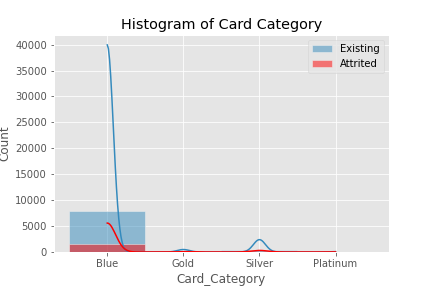 Histogram of Card Category
40000
35000
30000
25000
20000
15000
10000
5000
0
Count
Existing
Attrited
Blue
Gold
Silver
Platinum
Card_Category